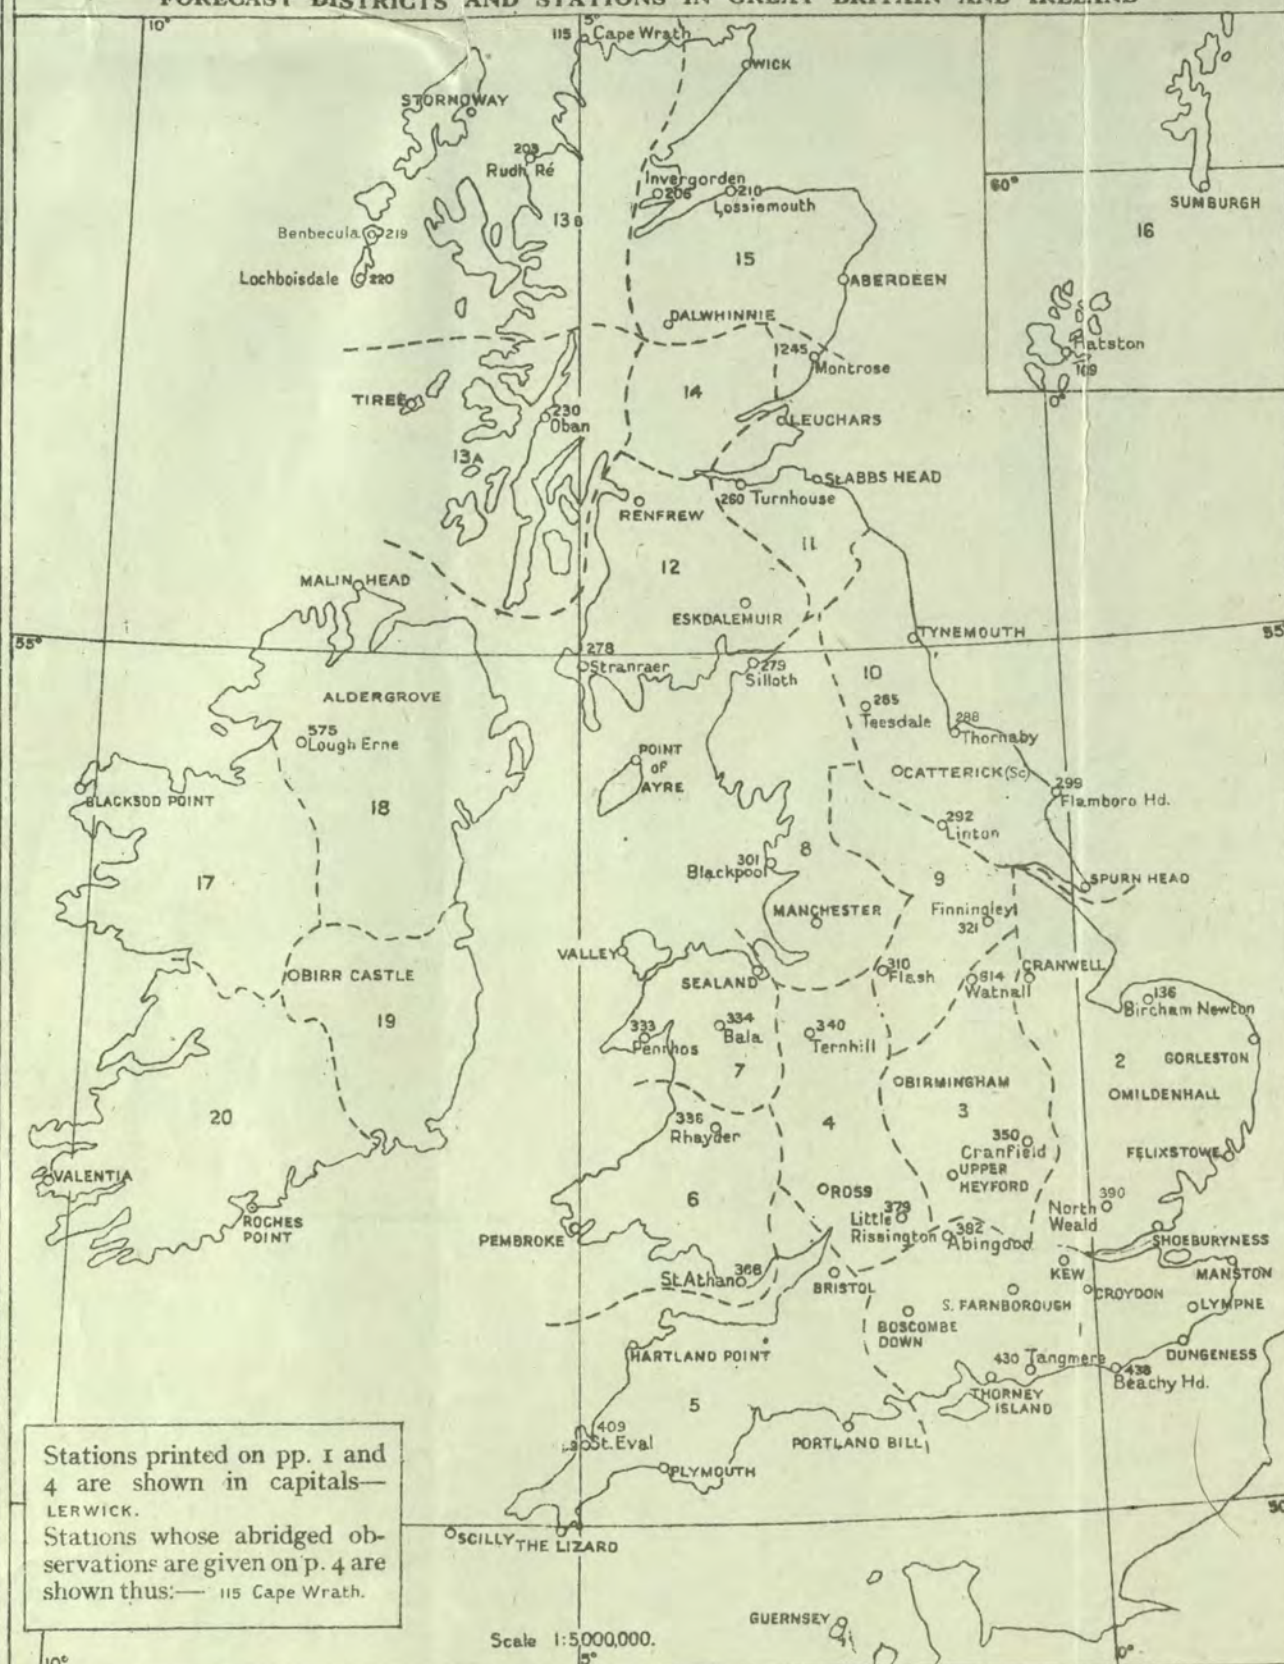 FORECAST DISTRICTS AND STATIONS IN GREAT BRITAIN AND IRELAND
10°
5°
115 Cape Wrath
WICK
STORNOWAY
Rudh Ré
Invergorden
206
210
Lossiemouth
13B
60°
SUMBURGH
16
Benbecula 219
Lochboisdale 220
15
ABERDEEN
DALWHINNIE
Hatston
109
245
Montrose
14
TIREE
230
Oban
LEUCHARS
13A
St ABBS HEAD
260 Turnhouse
RENFREW
11
12
MALIN HEAD
ESKDALEMUIR
55°
TYNEMOUTH
55°
278
Stranraer
279
Silloth
10
ALDERGROVE
285
Teesdale
575
Lough Erne
288
Thornaby
POINT
OF
AYRE
CATTERICK (Sc)
BLACKSOD POINT
299
Flamboro Hd.
18
292
Linton
8
301
Blackpool
17
9
SPURN HEAD
MANCHESTER
Finningley
321
VALLEY
BIRR CASTLE
SEALAND
310
Flash
CRANWELL
314
Watnall
136
Bircham Newton
19
333
Penrhos
334
Bala
340
Ternhill
7
2
GORLESTON
BIRMINGHAM
MILDENHALL
20
336
Rhayder
4
3
350
Cranfield
FELIXSTOWE
VALENTIA
UPPER
HEYFORD
6
ROSS
390
North
Weald
ROCHES
POINT
Little 379
Rissington
382
Abingdon
PEMBROKE
SHOEBURYNESS
KEW
MANSTON
St Athan 368
BRISTOL
S. FARNBOROUGH
CROYDON
LYMPNE
BOSCOMBE
DOWN
HARTLAND POINT
430 Tangmere
DUNGENESS
438
Beachy Hd.
THORNEY
ISLAND
5
409
St. Eval
PORTLAND BILL
PLYMOUTH
Stations printed on pp. 1 and
4 are shown in capitals—
LERWICK.
Stations whose abridged ob-
servations are given on p. 4 are
shown thus:— 115 Cape Wrath.
50
SCILLY
THE LIZARD
GUERNSEY
Scale 1:5,000,000.
10°
5°
0°